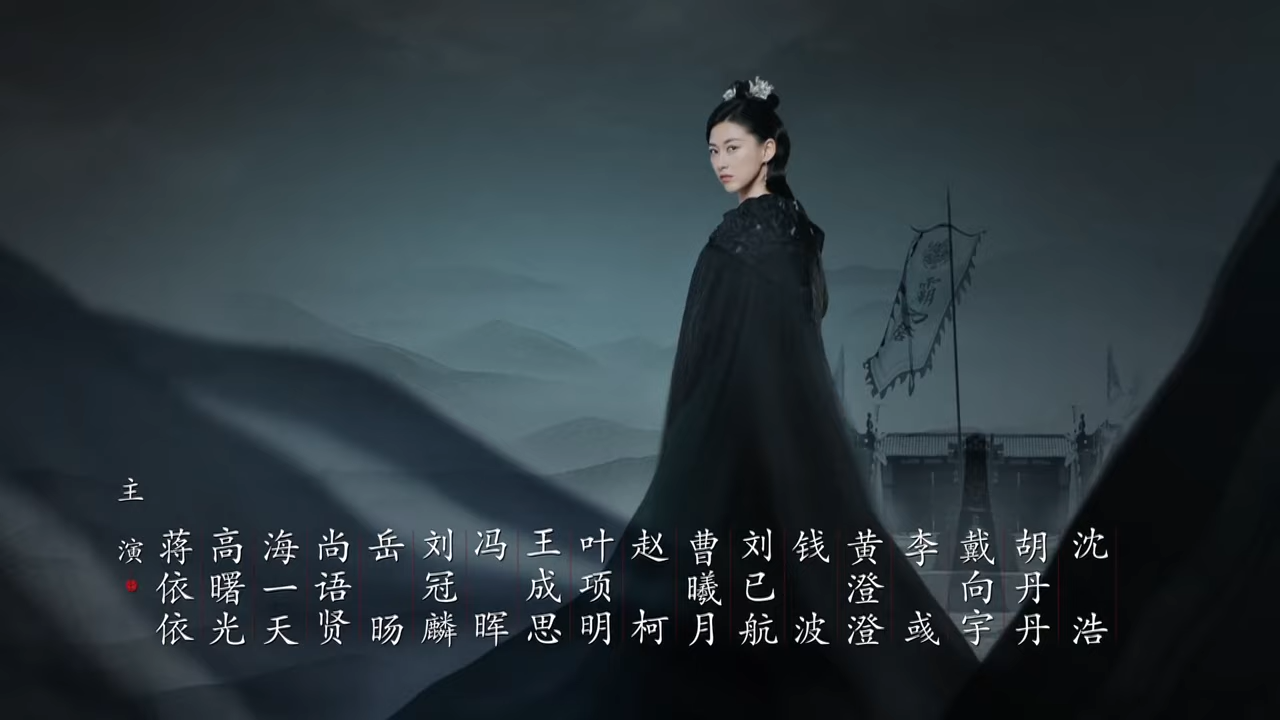 主演
蒋依依
高曙光
海一天
尚语贤
岳旸
刘冠麟
冯晖
王成思
叶项明
赵柯
曹曦月
刘已航
钱波
黄澄澄
李彧
戴向宇
胡丹丹
沈浩